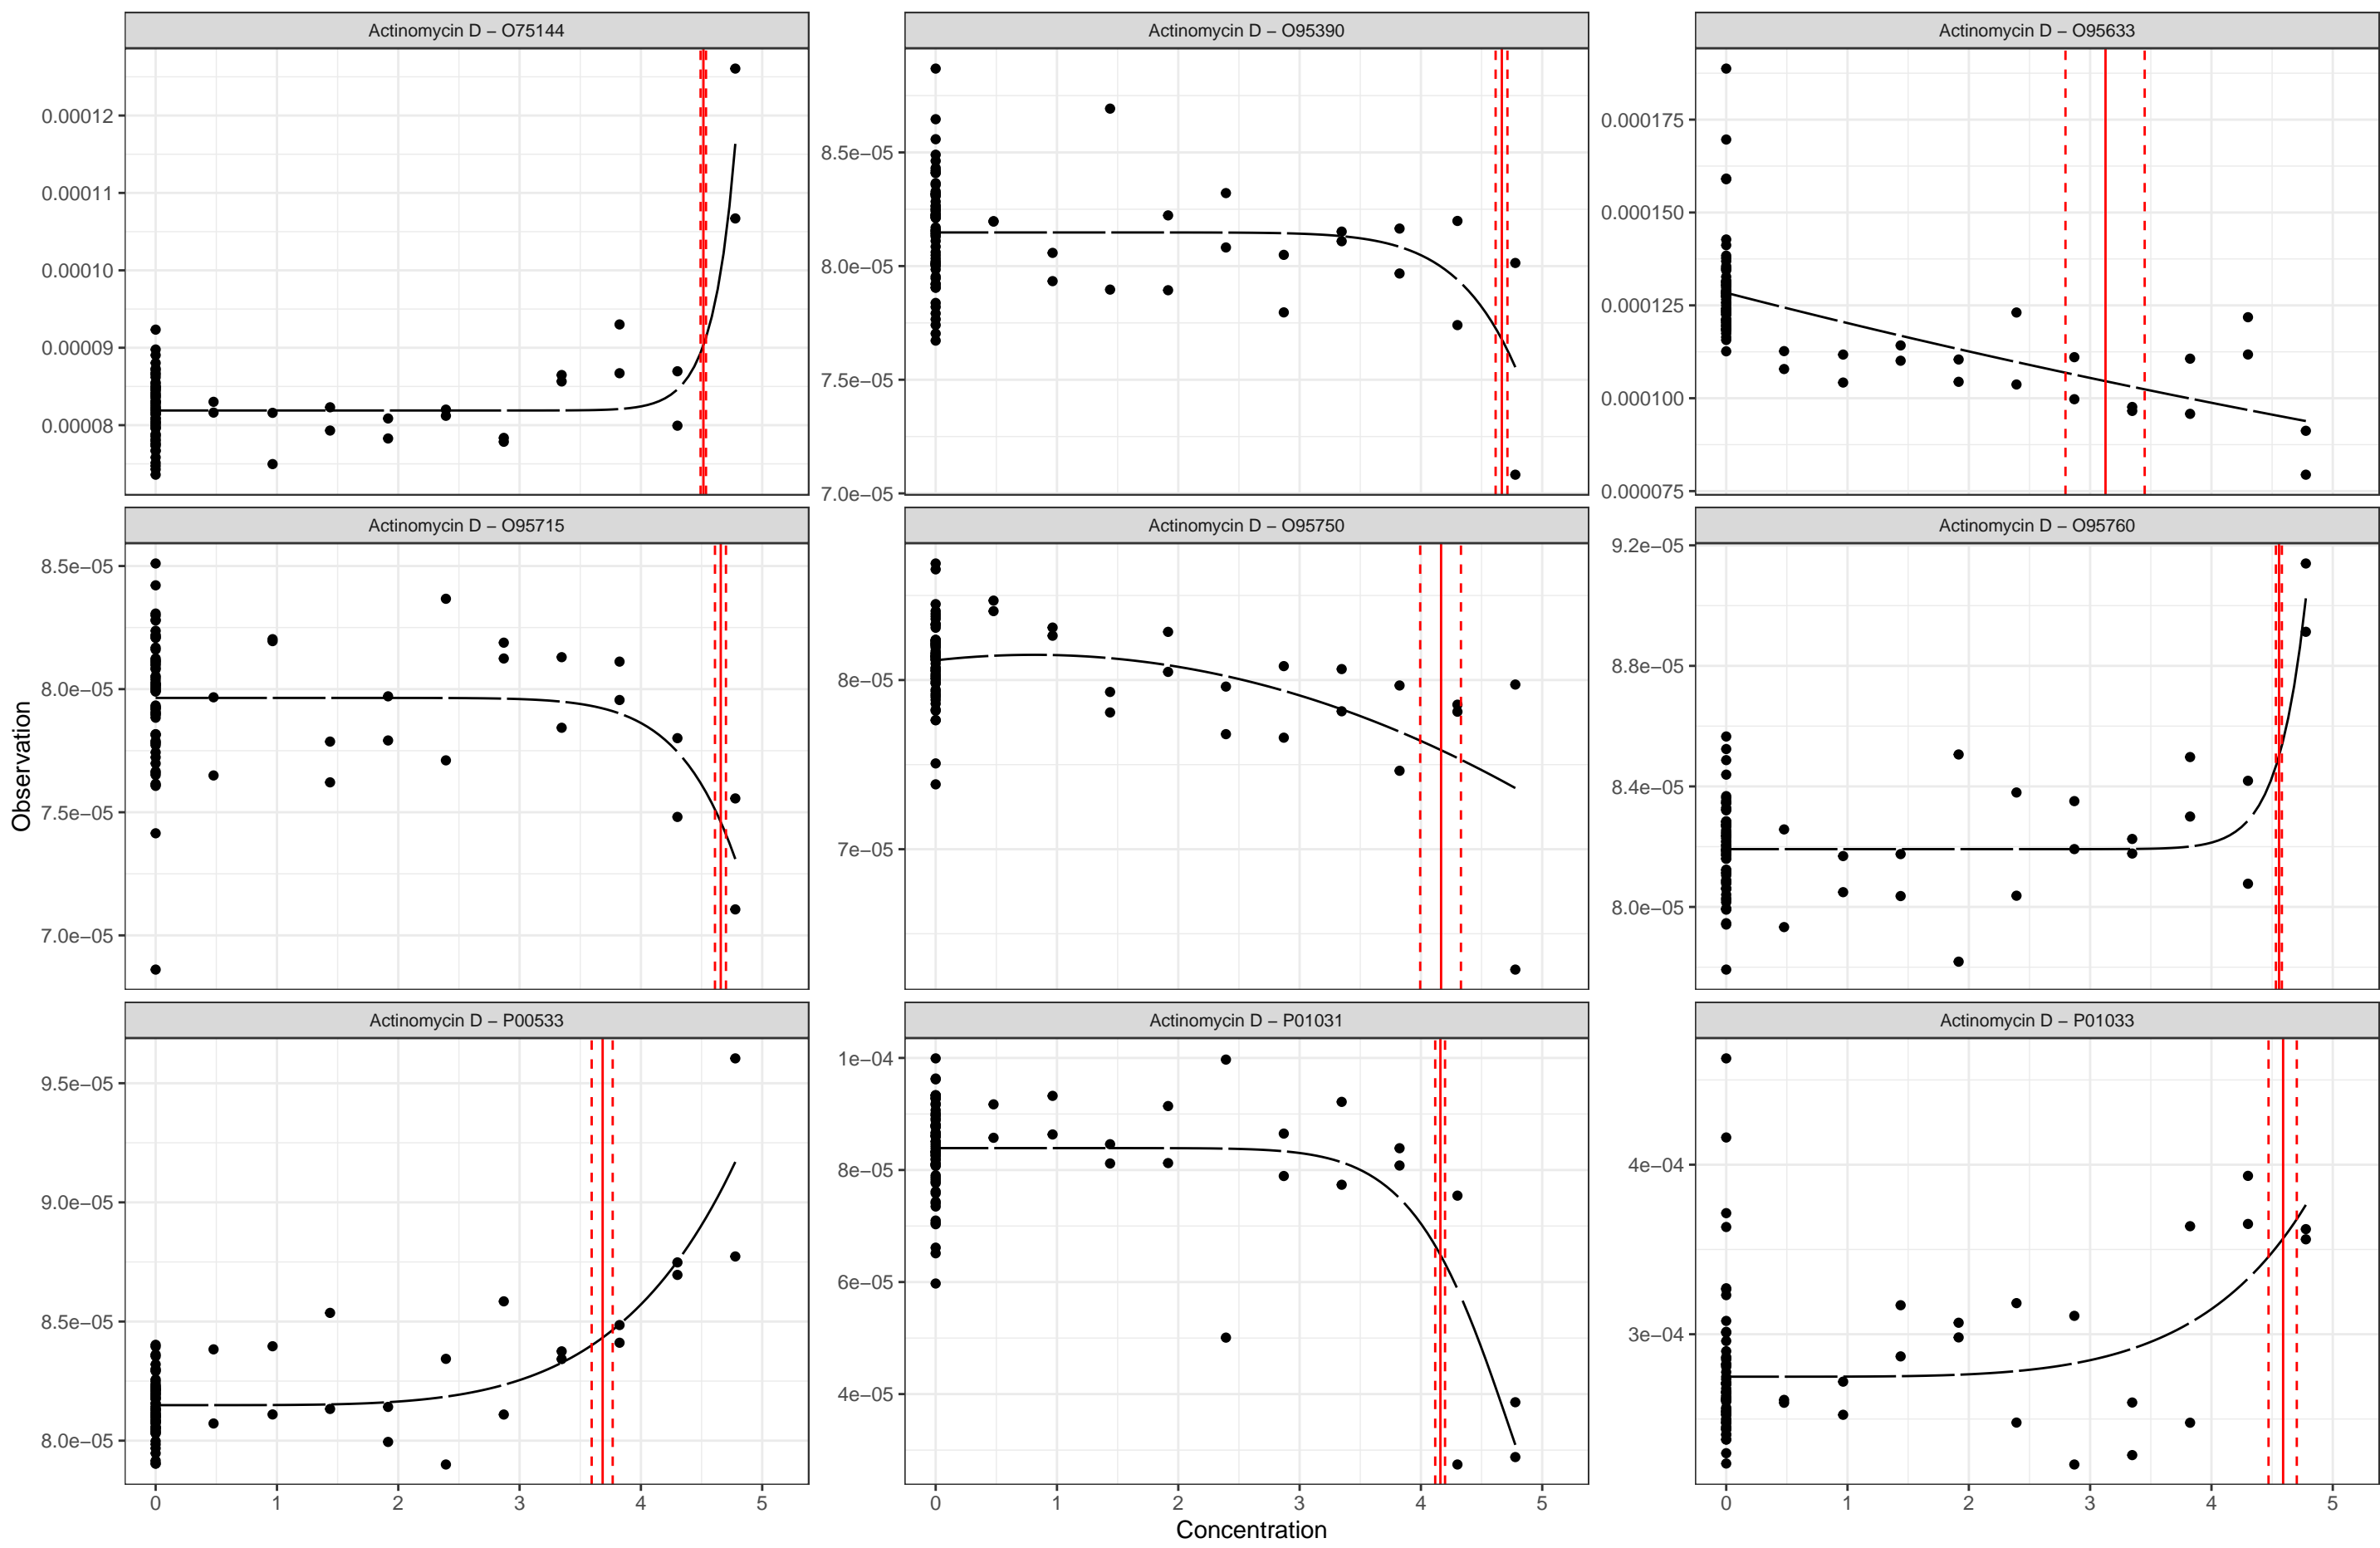 Actinomycin D – O75144
Actinomycin D – O95390
Actinomycin D – O95633
0.00012
0.00011
0.00010
0.00009
0.00008
8.5e−05
8.0e−05
7.5e−05
7.0e−05
0.000175
0.000150
0.000125
0.000100
0.000075
Actinomycin D – O95715
Actinomycin D – O95750
Actinomycin D – O95760
8.5e−05
8.0e−05
7.5e−05
7.0e−05
8e−05
7e−05
9.2e−05
8.8e−05
8.4e−05
8.0e−05
Observation
Actinomycin D – P00533
Actinomycin D – P01031
Actinomycin D – P01033
9.5e−05
9.0e−05
8.5e−05
8.0e−05
1e−04
8e−05
6e−05
4e−05
4e−04
3e−04
0 1 2 3 4 5
0 1 2 3 4 5
0 1 2 3 4 5
Concentration